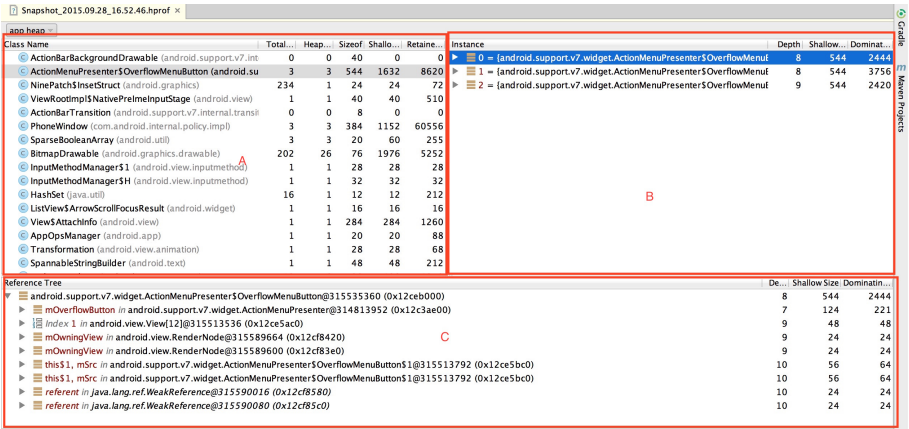 Snapshot_2015.09.28_16.52.46.hprof ×
app heap
Class Name Total... Heap... Sizeof Shallo... Retaine...
ActionBarBackgroundDrawable (android.support.v7.int 0 0 40 0 0
ActionMenuPresenter$OverflowMenuButton (android.su 3 3 544 1632 8620
NinePatch$InsetStruct (android.graphics) 234 1 24 24 72
ViewRootImpl$NativePreImeInputStage (android.view) 1 1 40 40 510
ActionBarTransition (android.support.v7.internal.transit 0 0 8 0 0
PhoneWindow (com.android.internal.policy.impl) 3 3 384 1152 60556
SparseBooleanArray (android.util) 3 3 20 60 255
BitmapDrawable (android.graphics.drawable) 202 26 76 1976 5252
InputMethodManager$1 (android.view.inputmethod) 1 1 28 28 28
InputMethodManager$H (android.view.inputmethod) 1 1 32 32 32
HashSet (java.util) 16 1 12 12 212
ListView$ArrowScrollFocusResult (android.widget) 1 1 16 16 16
View$AttachInfo (android.view) 1 1 284 284 1260
AppOpsManager (android.app) 1 1 20 20 88
Transformation (android.view.animation) 1 1 28 28 68
SpannableStringBuilder (android.text) 1 1 48 48 212
A
Instance Depth Shallow... Dominat...
0 = {android.support.v7.widget.ActionMenuPresenter$OverflowMenuE 8 544 2444
1 = {android.support.v7.widget.ActionMenuPresenter$OverflowMenuE 8 544 3756
2 = {android.support.v7.widget.ActionMenuPresenter$OverflowMenuE 9 544 2420
B
Reference Tree De... Shallow Size Dominatin...
android.support.v7.widget.ActionMenuPresenter$OverflowMenuButton@315535360 (0x12ceb000) 8 544 2444
mOverflowButton in android.support.v7.widget.ActionMenuPresenter@314813952 (0x12c3ae00) 7 124 221
Index 1 in android.view.View[12]@315513536 (0x12ce5ac0) 9 48 48
mOwningView in android.view.RenderNode@315589664 (0x12cf8420) 9 24 24
mOwningView in android.view.RenderNode@315589600 (0x12cf83e0) 9 24 24
this$1, mSrc in android.support.v7.widget.ActionMenuPresenter$OverflowMenuButton$1@315513792 (0x12ce5bc0) 10 56 64
this$1, mSrc in android.support.v7.widget.ActionMenuPresenter$OverflowMenuButton$1@315513792 (0x12ce5bc0) 10 56 64
referent in java.lang.ref.WeakReference@315590016 (0x12cf8580) 10 24 24
referent in java.lang.ref.WeakReference@315590080 (0x12cf85c0) 10 24 24
C
Gradle
m Maven Projects